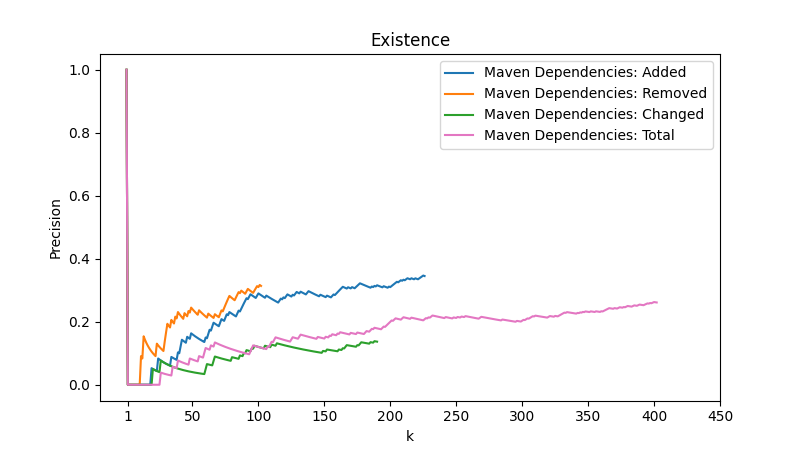 Existence
1.0
0.8
0.6
0.4
0.2
0.0
Precision
Maven Dependencies: Added
Maven Dependencies: Removed
Maven Dependencies: Changed
Maven Dependencies: Total
1 50 100 150 200 250 300 350 400 450
k